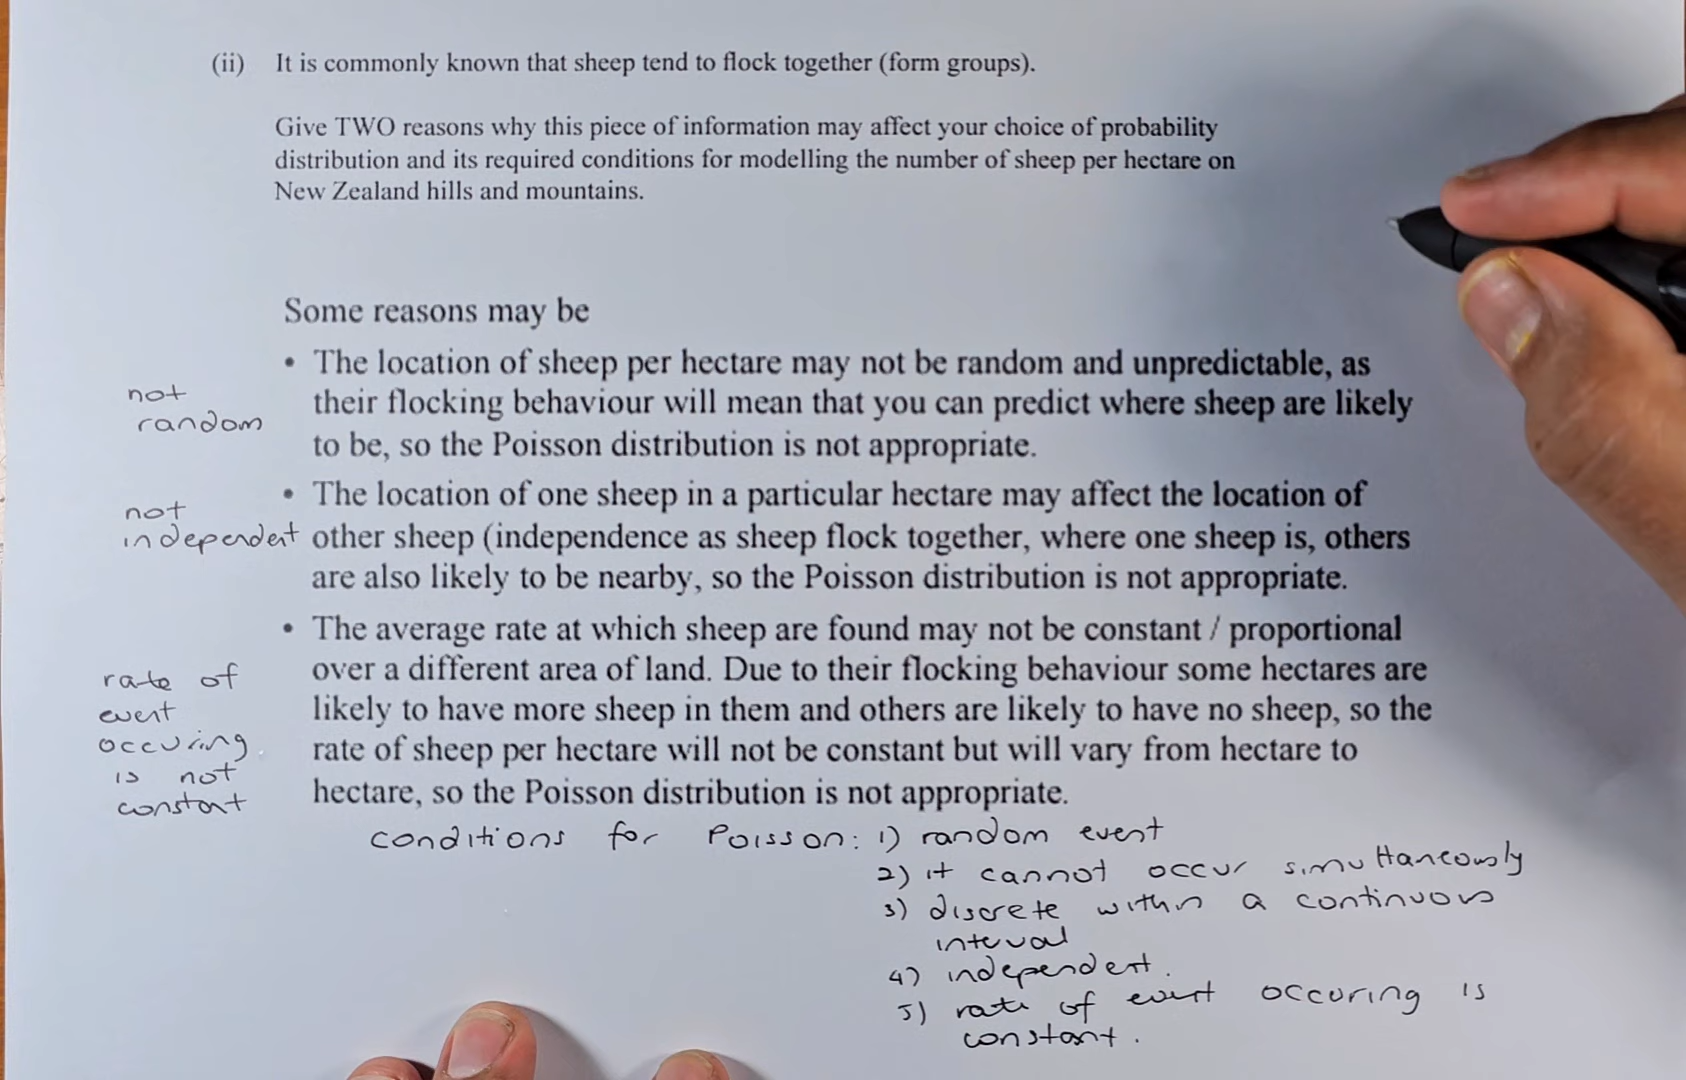 (ii) It is commonly known that sheep tend to flock together (form groups).
Give TWO reasons why this piece of information may affect your choice of probability
distribution and its required conditions for modelling the number of sheep per hectare on
New Zealand hills and mountains.
Some reasons may be
• The location of sheep per hectare may not be random and unpredictable, as
their flocking behaviour will mean that you can predict where sheep are likely
to be, so the Poisson distribution is not appropriate.
not
random
• The location of one sheep in a particular hectare may affect the location of
other sheep (independence as sheep flock together, where one sheep is, others
are also likely to be nearby, so the Poisson distribution is not appropriate.
not
independent
• The average rate at which sheep are found may not be constant / proportional
over a different area of land. Due to their flocking behaviour some hectares are
likely to have more sheep in them and others are likely to have no sheep, so the
rate of sheep per hectare will not be constant but will vary from hectare to
hectare, so the Poisson distribution is not appropriate.
rate of
event
occuring
is not
constant
conditions for Poisson: 1) random event
2) it cannot occur simultaneously
3) discrete within a continuous
interval
4) independent.
5) rate of event occuring is
constant.